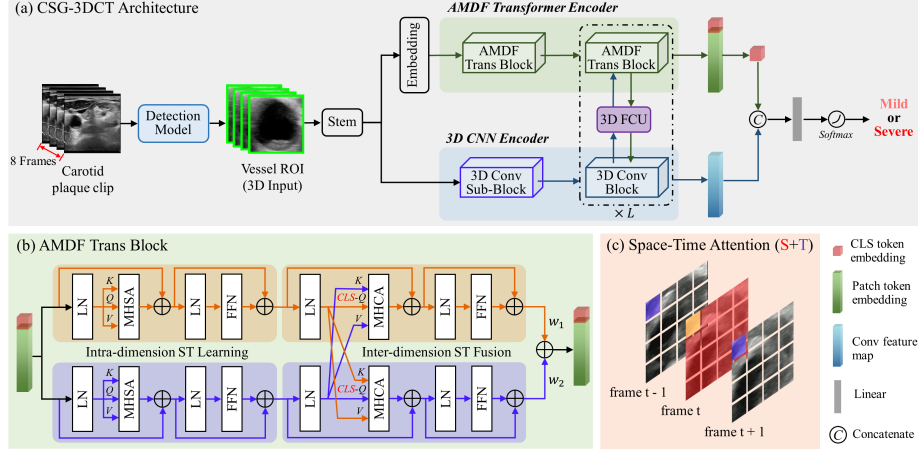 (a) CSG-3DCT Architecture
AMDF Transformer Encoder
Embedding
AMDF
Trans Block
AMDF
Trans Block
3D FCU
Detection
Model
Stem
8 Frames
Carotid
plaque clip
Vessel ROI
(3D Input)
3D CNN Encoder
3D Conv
Sub-Block
3D Conv
Block
× L
C
Linear
Softmax
Mild
or
Severe
(b) AMDF Trans Block
LN
K
Q
V
MHSA
LN
FFN
LN
K
CLS-Q
V
MHCA
LN
FFN
w1
Intra-dimension ST Learning
Inter-dimension ST Fusion
w2
LN
K
Q
V
MHSA
LN
FFN
LN
K
CLS-Q
V
MHCA
LN
FFN
(c) Space-Time Attention (S+T)
frame t - 1
frame t
frame t + 1
CLS token
embedding
Patch token
embedding
Conv feature
map
Linear
C
Concatenate